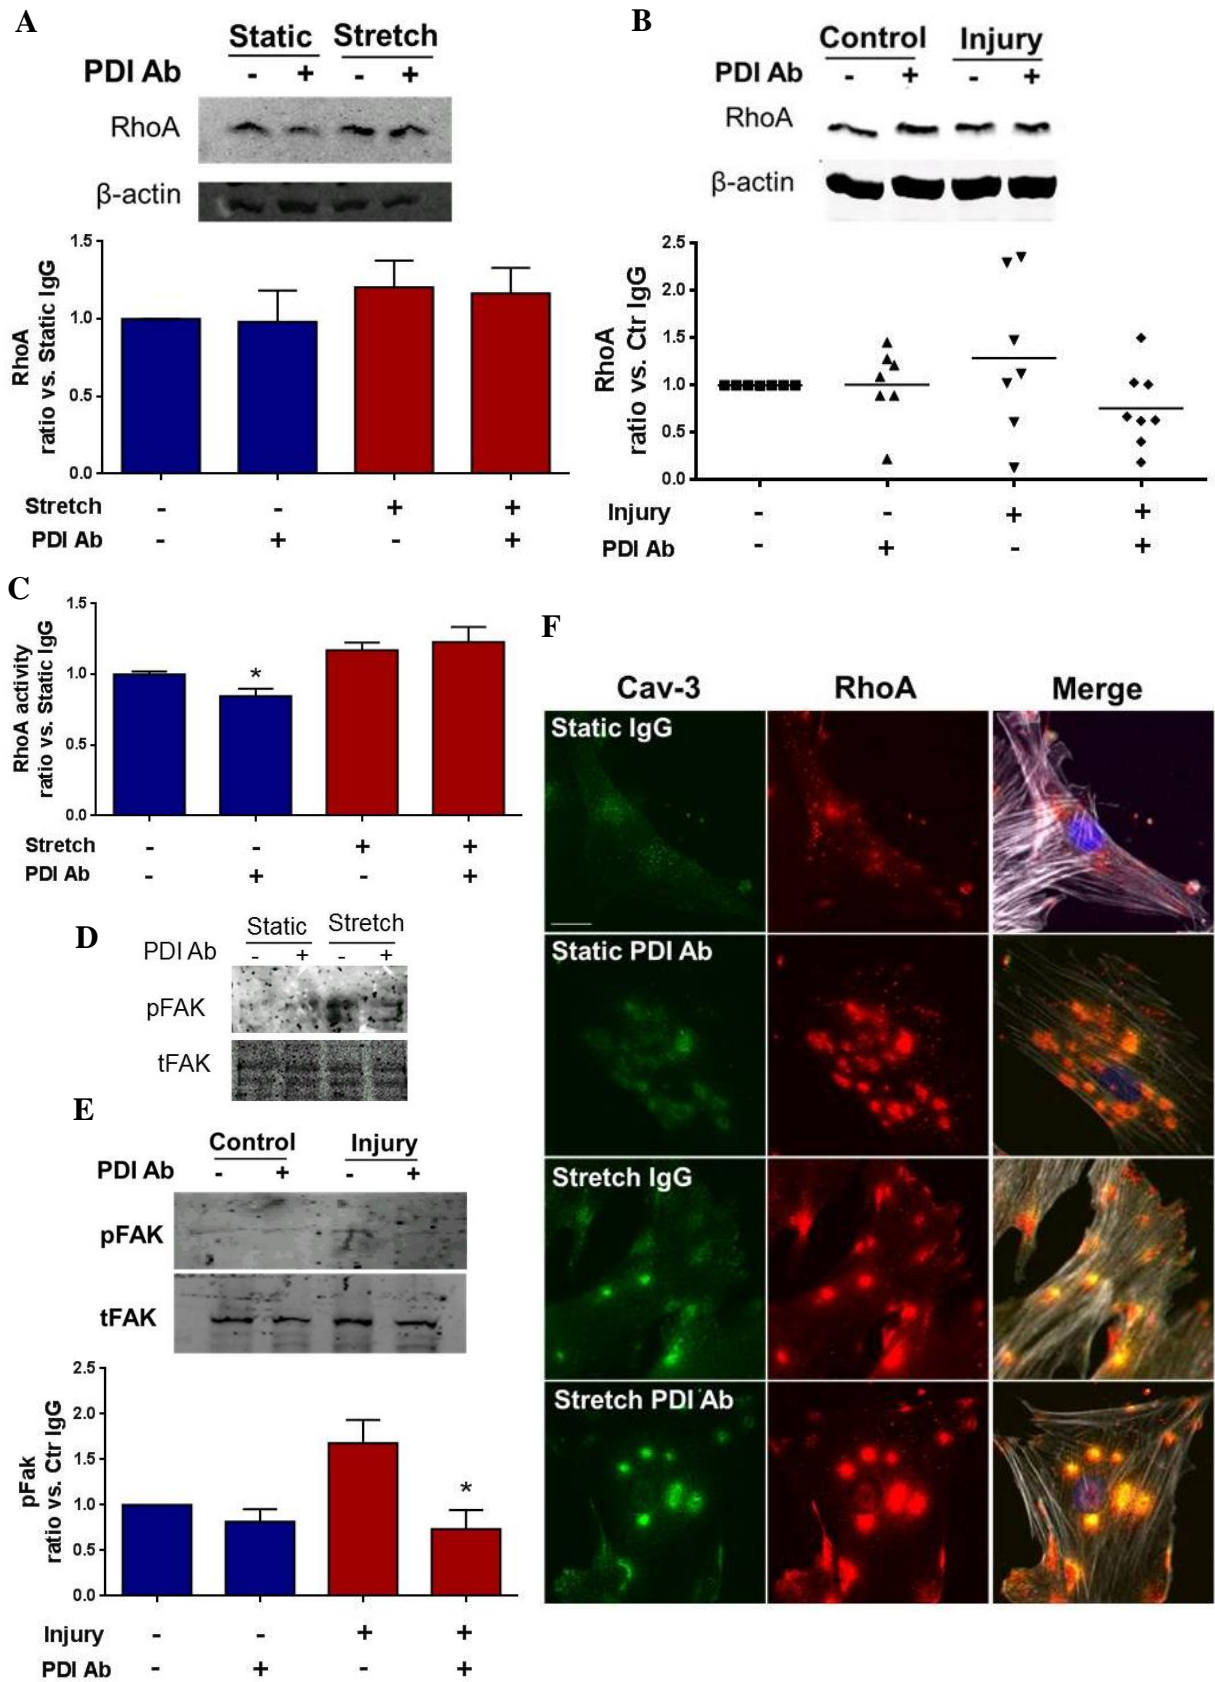 A
Static Stretch
PDI Ab - + - +
RhoA
β-actin
1.5
1.0
0.5
0.0
RhoA
ratio vs. Static IgG
Stretch - - + +
PDI Ab - + - +
B
Control Injury
PDI Ab - + - +
RhoA
β-actin
2.5
2.0
1.5
1.0
0.5
0.0
RhoA
ratio vs. Ctr IgG
Injury - - + +
PDI Ab - + - +
C
1.5
1.0
0.5
0.0
RhoA activity
ratio vs. Static IgG
*
Stretch - - + +
PDI Ab - + - +
D
Static Stretch
PDI Ab - + - +
pFAK
tFAK
E
Control Injury
PDI Ab - + - +
pFAK
tFAK
2.5
2.0
1.5
1.0
0.5
0.0
pFak
ratio vs. Ctr IgG
*
Injury - - + +
PDI Ab - + - +
F
Cav-3 RhoA Merge
Static IgG
Static PDI Ab
Stretch IgG
Stretch PDI Ab